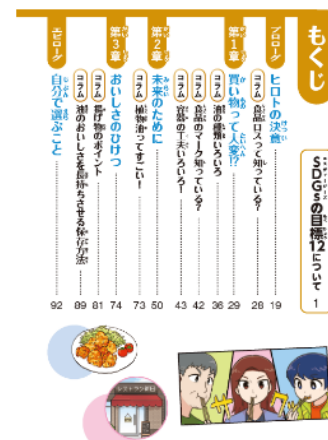 もくじ
SDGsの目標12について 1
プロローグ ヒロトの決意 19
コラム 食品ロスって知っている? 28
第1章 買い物って大変!? 29
コラム 油の種類いろいろ 36
コラム 食品のマーク知っている? 42
コラム 容器の工夫いろいろ! 43
第2章 未来のために 50
コラム 植物油ってすごい! 73
第3章 おいしさのひけつ 74
コラム 揚げ物のポイント 81
コラム 油のおいしさを長持ちさせる保存方法 89
エピローグ 自分で選ぶこと 92